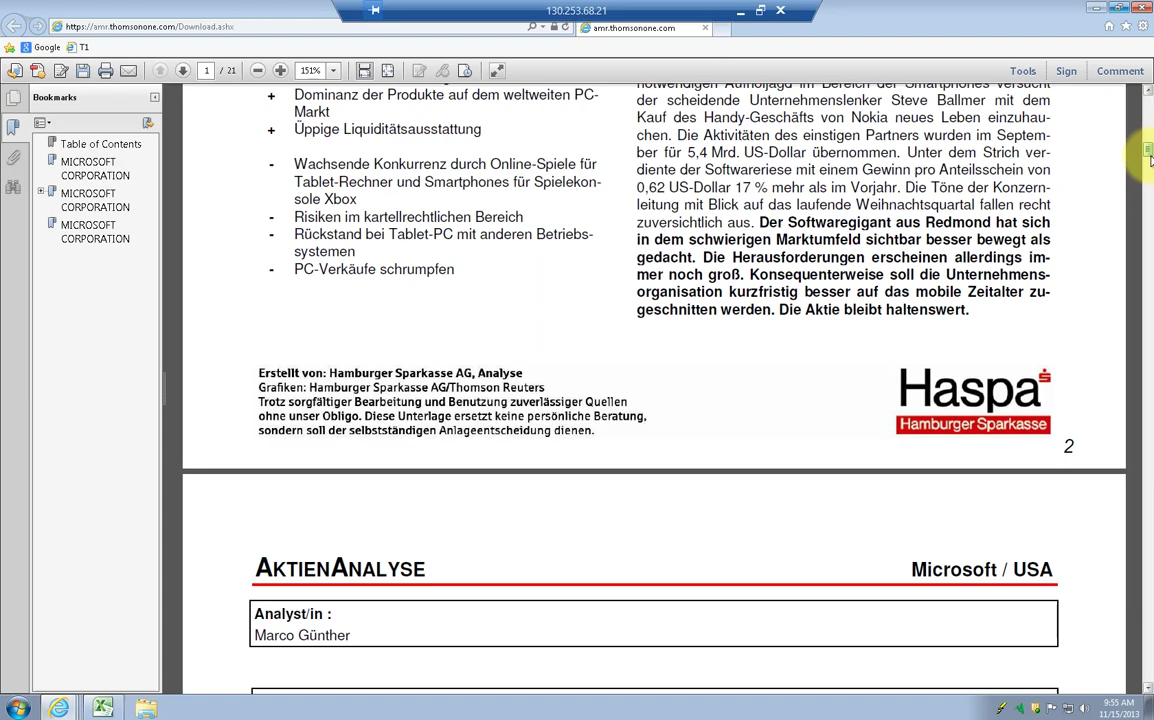 130.253.68.21
https://amr.thomsonone.com/Download.ashx
amr.thomsonone.com
Google
T1
1 / 21
151%
Tools
Sign
Comment
Bookmarks
Table of Contents
MICROSOFT
CORPORATION
MICROSOFT
CORPORATION
MICROSOFT
CORPORATION
+ Dominanz der Produkte auf dem weltweiten PC-
Markt
+ Üppige Liquiditätsausstattung
- Wachsende Konkurrenz durch Online-Spiele für
Tablet-Rechner und Smartphones für Spielekon-
sole Xbox
- Risiken im kartellrechtlichen Bereich
- Rückstand bei Tablet-PC mit anderen Betriebs-
systemen
- PC-Verkäufe schrumpfen
notwendigen Aufholjagd im Bereich der Smartphones versucht
der scheidende Unternehmenslenker Steve Ballmer mit dem
Kauf des Handy-Geschäfts von Nokia neues Leben einzuhau-
chen. Die Aktivitäten des einstigen Partners wurden im Septem-
ber für 5,4 Mrd. US-Dollar übernommen. Unter dem Strich ver-
diente der Softwareriese mit einem Gewinn pro Anteilsschein von
0,62 US-Dollar 17 % mehr als im Vorjahr. Die Töne der Konzern-
leitung mit Blick auf das laufende Weihnachtsquartal fallen recht
zuversichtlich aus. Der Softwaregigant aus Redmond hat sich
in dem schwierigen Marktumfeld sichtbar besser bewegt als
gedacht. Die Herausforderungen erscheinen allerdings im-
mer noch groß. Konsequenterweise soll die Unternehmens-
organisation kurzfristig besser auf das mobile Zeitalter zu-
geschnitten werden. Die Aktie bleibt haltenswert.
Erstellt von: Hamburger Sparkasse AG, Analyse
Grafiken: Hamburger Sparkasse AG/Thomson Reuters
Trotz sorgfältiger Bearbeitung und Benutzung zuverlässiger Quellen
ohne unser Obligo. Diese Unterlage ersetzt keine persönliche Beratung,
sondern soll der selbstständigen Anlageentscheidung dienen.
Haspa
Hamburger Sparkasse
2
AKTIENANALYSE
Microsoft / USA
Analyst/in :
Marco Günther
9:55 AM
11/15/2013